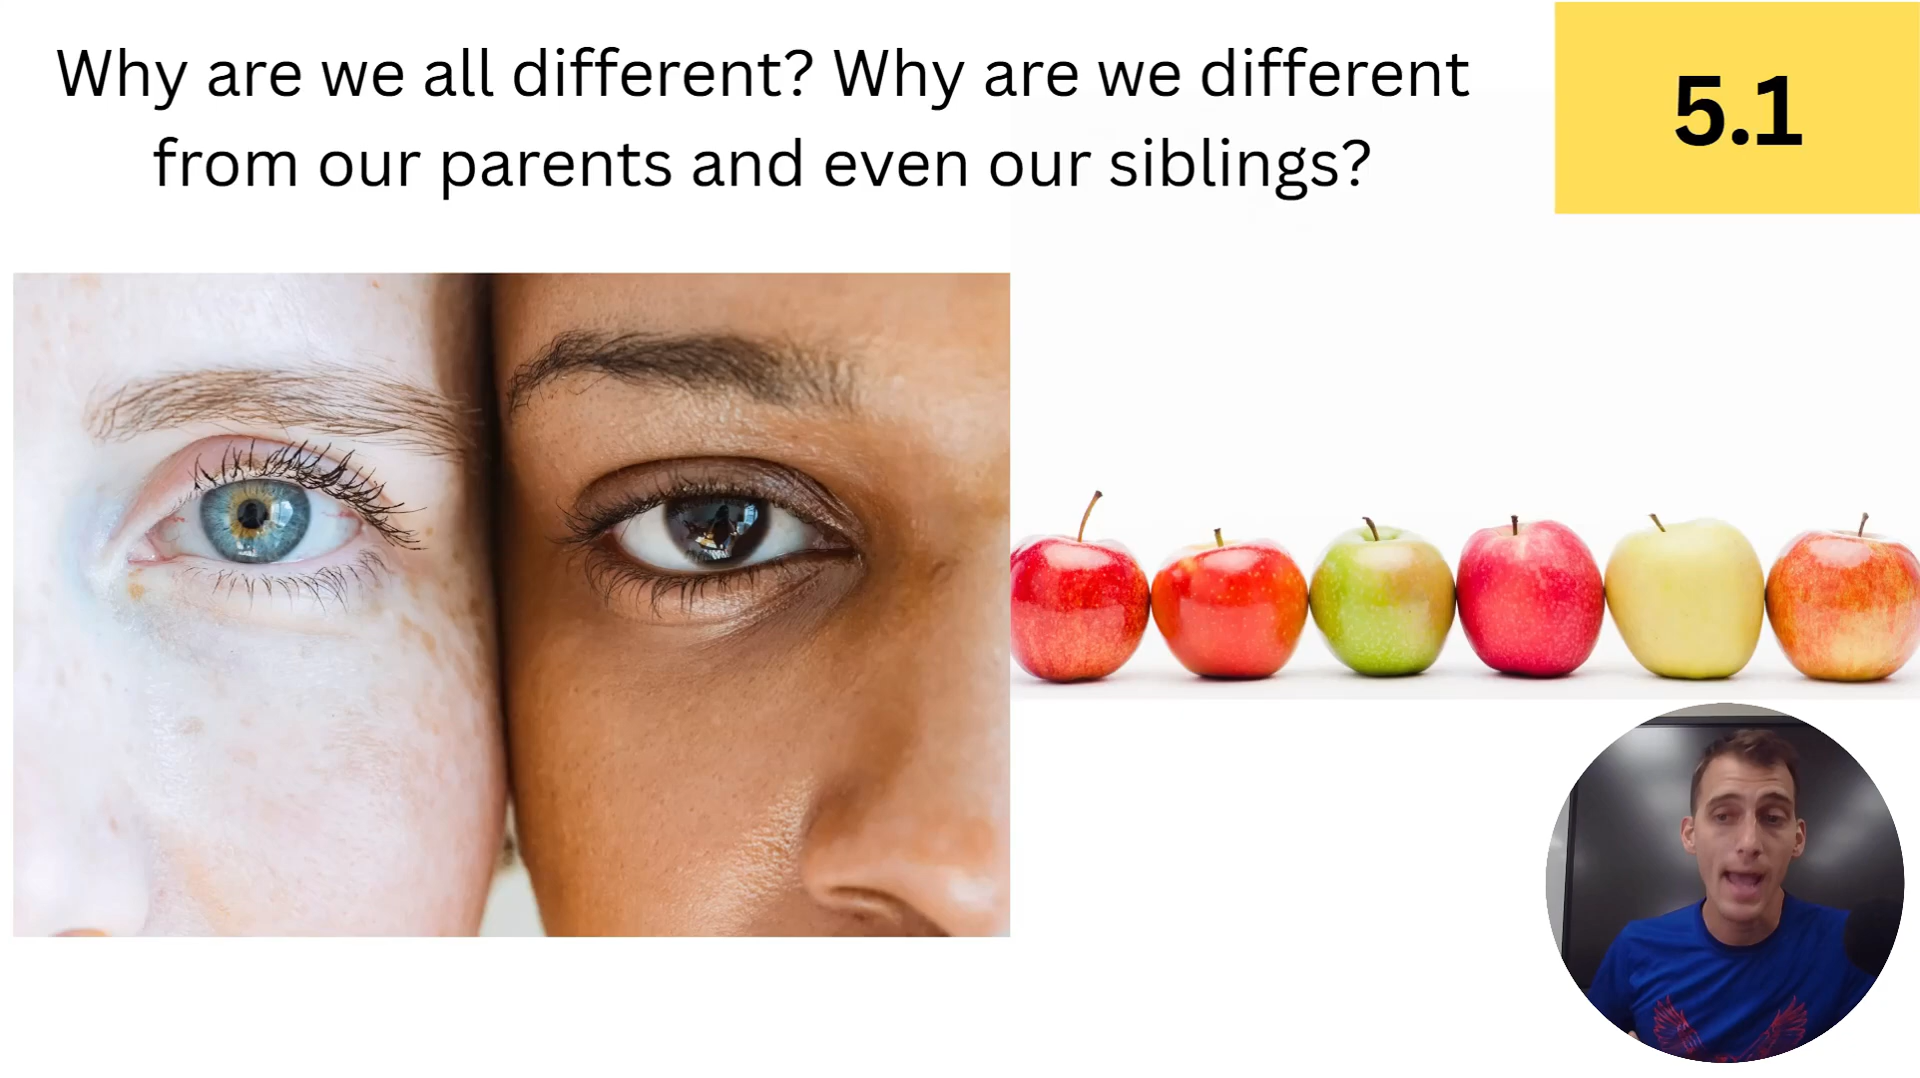 Why are we all different? Why are we different
from our parents and even our siblings?
5.1